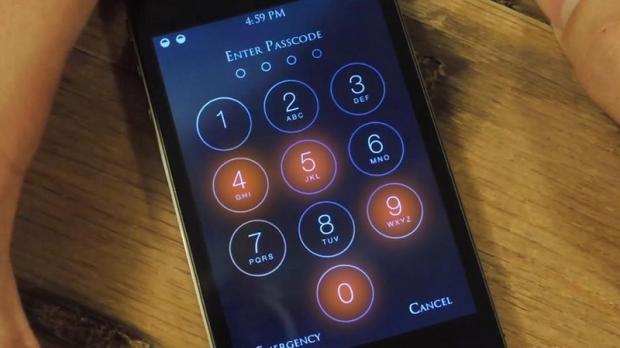 4:59 PM
Enter Passcode
1
2
ABC
3
DEF
4
GHI
5
JKL
6
MNO
7
PQRS
8
TUV
9
WXYZ
0
Emergency
Cancel